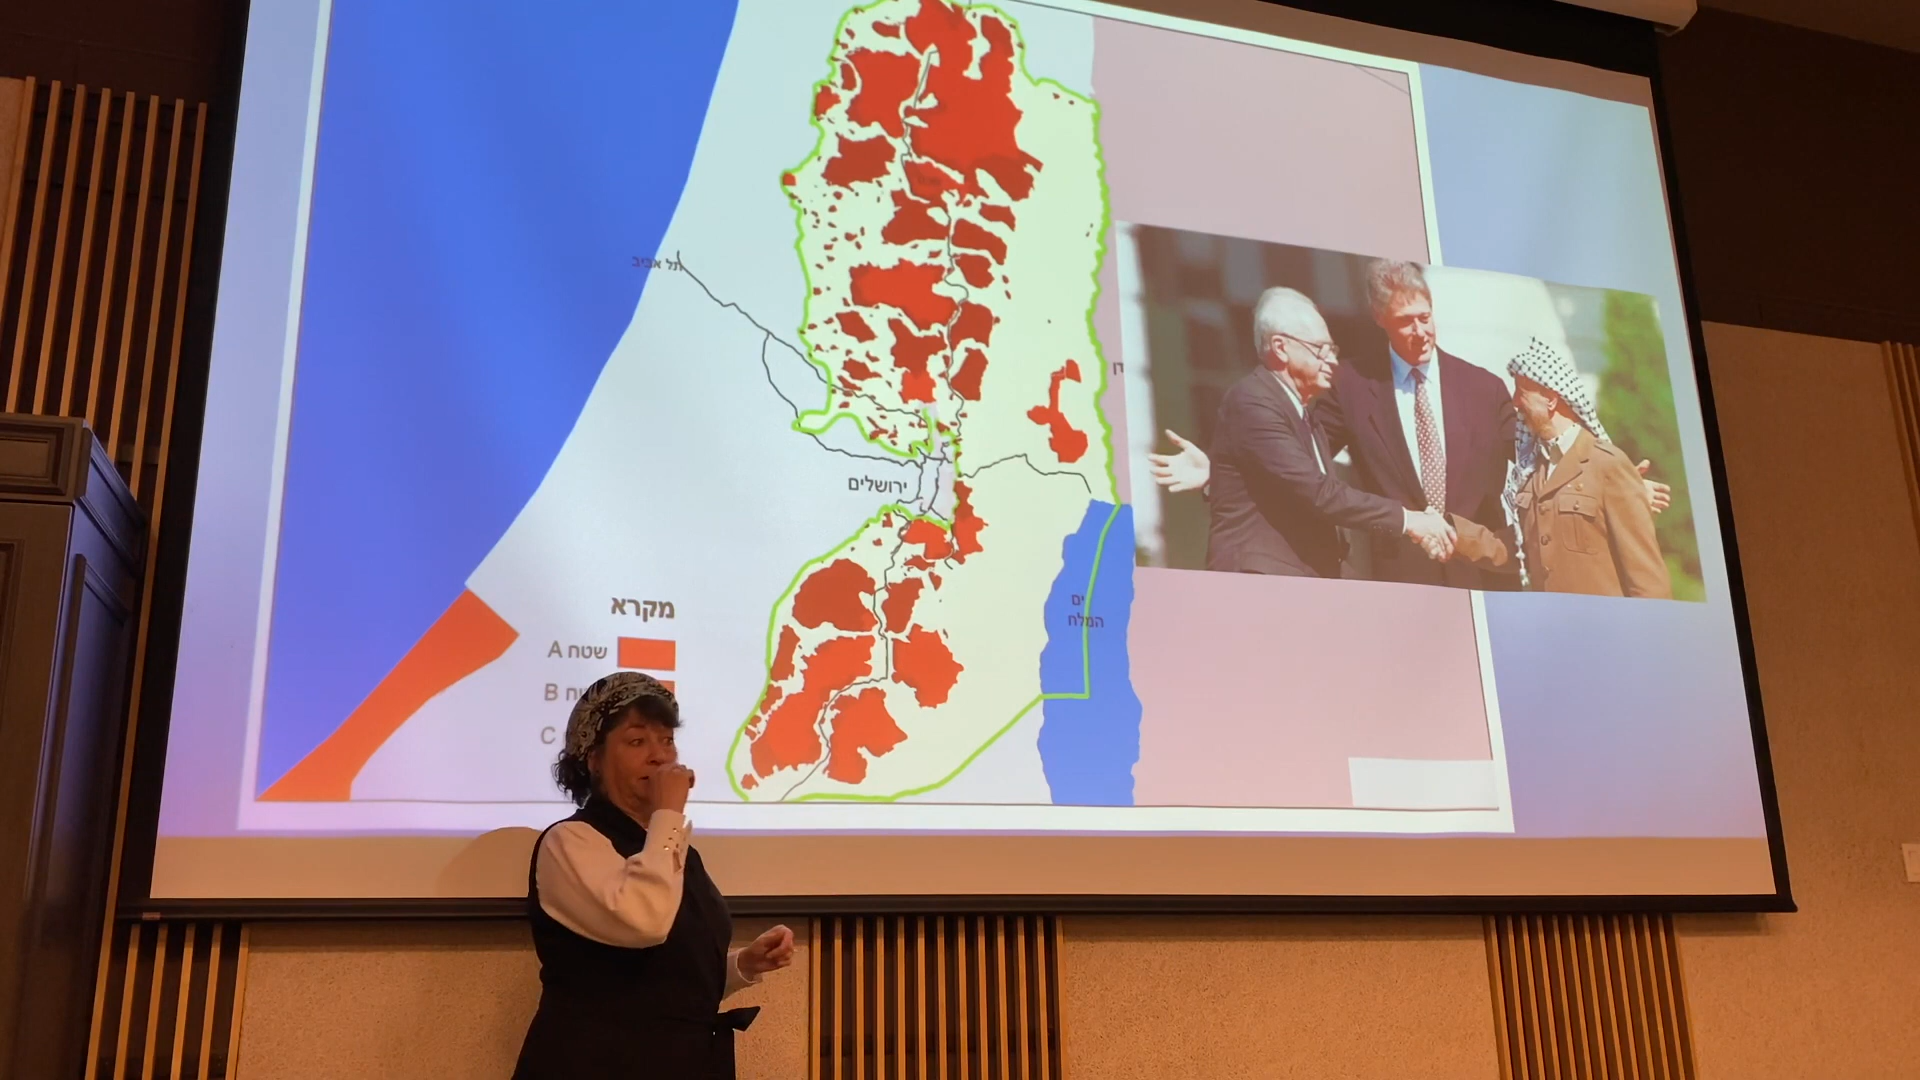 תל אביב
ירושלים
ים
המלח
מקרא
שטח A
B
C